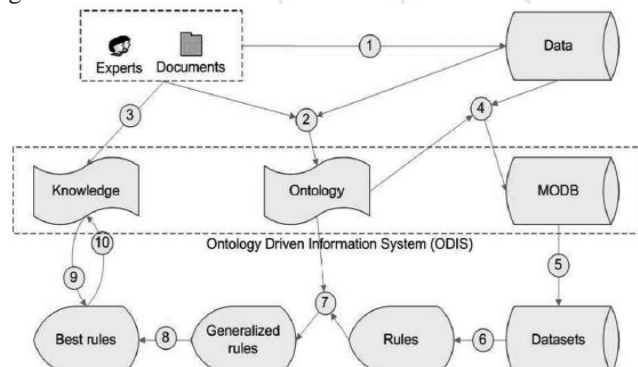 1
Data
Experts Documents
3
2
4
Knowledge
Ontology
MODB
10
Ontology Driven Information System (ODIS)
9
5
7
Best rules
8
Generalized
rules
Rules
6
Datasets